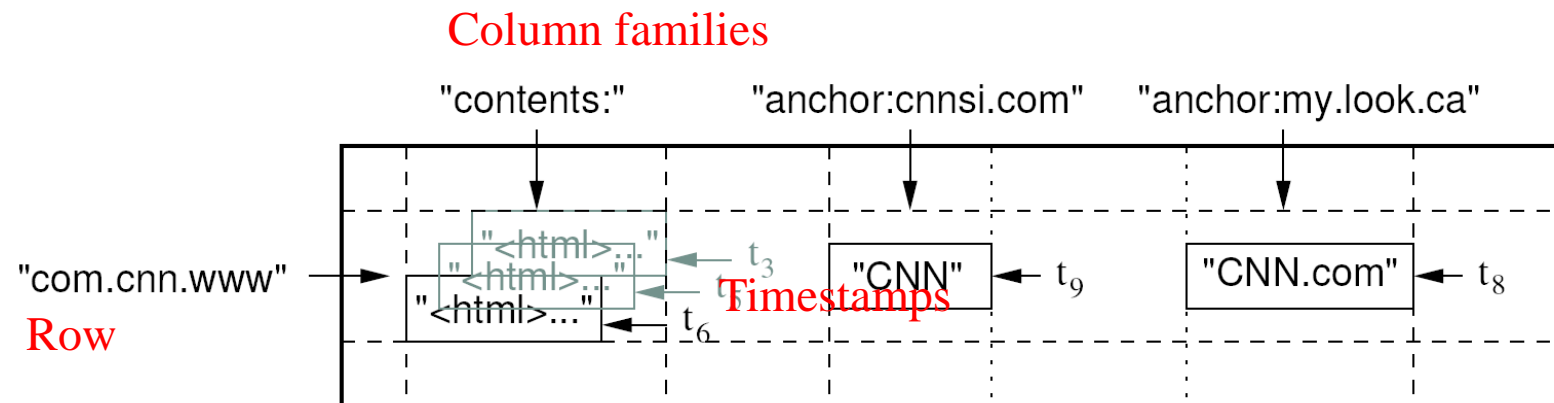 Column families
"contents:" "anchor:cnnsi.com" "anchor:my.look.ca"
"<html>..." t3
"com.cnn.www" "<html>..." t5 "CNN" t9 "CNN.com" t8
Timestamps
"<html>..." t6
Row